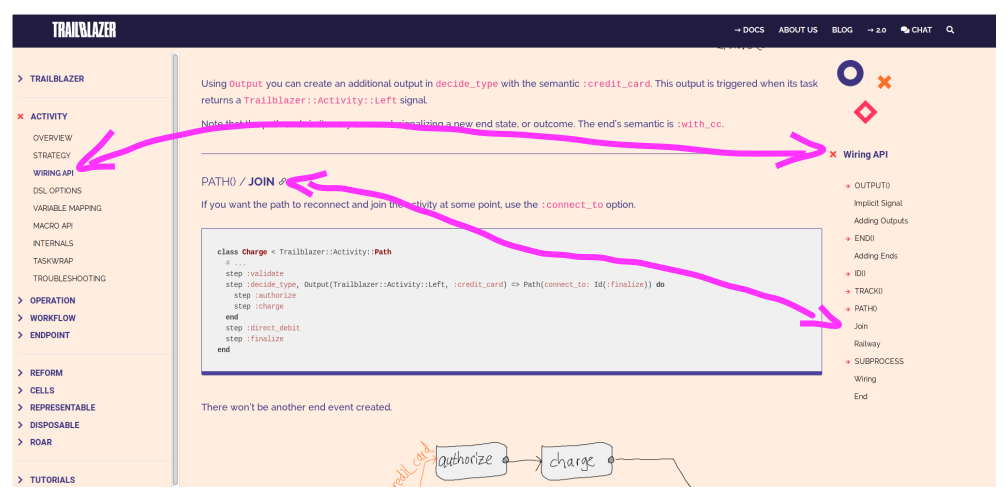 TRAILBLAZER
→ DOCS ABOUT US BLOG → 2.0 CHAT
TRAILBLAZER
ACTIVITY
OVERVIEW
STRATEGY
WIRING API
DSL OPTIONS
VARIABLE MAPPING
MACRO API
INTERNALS
TASKWRAP
TROUBLESHOOTING
OPERATION
WORKFLOW
ENDPOINT
REFORM
CELLS
REPRESENTABLE
DISPOSABLE
ROAR
TUTORIALS
Using Output you can create an additional output in decide_type with the semantic :credit_card. This output is triggered when its task
returns a Trailblazer::Activity::Left signal.
Note that the signalizing a new end state, or outcome. The end's semantic is :with_cc.
PATH() / JOIN
If you want the path to reconnect and join the activity at some point, use the :connect_to option.
class Charge < Trailblazer::Activity::Path
# ...
step :validate
step :decide_type, Output(Trailblazer::Activity::Left, :credit_card) => Path(connect_to: Id(:finalize)) do
step :authorize
step :charge
end
step :direct_debit
step :finalize
end
There won't be another end event created.
credit_card
authorize
charge
Wiring API
→ OUTPUT()
Implicit Signal
Adding Outputs
→ END()
Adding Ends
→ ID()
→ TRACK()
→ PATH()
Join
Railway
→ SUBPROCESS
Wiring
End